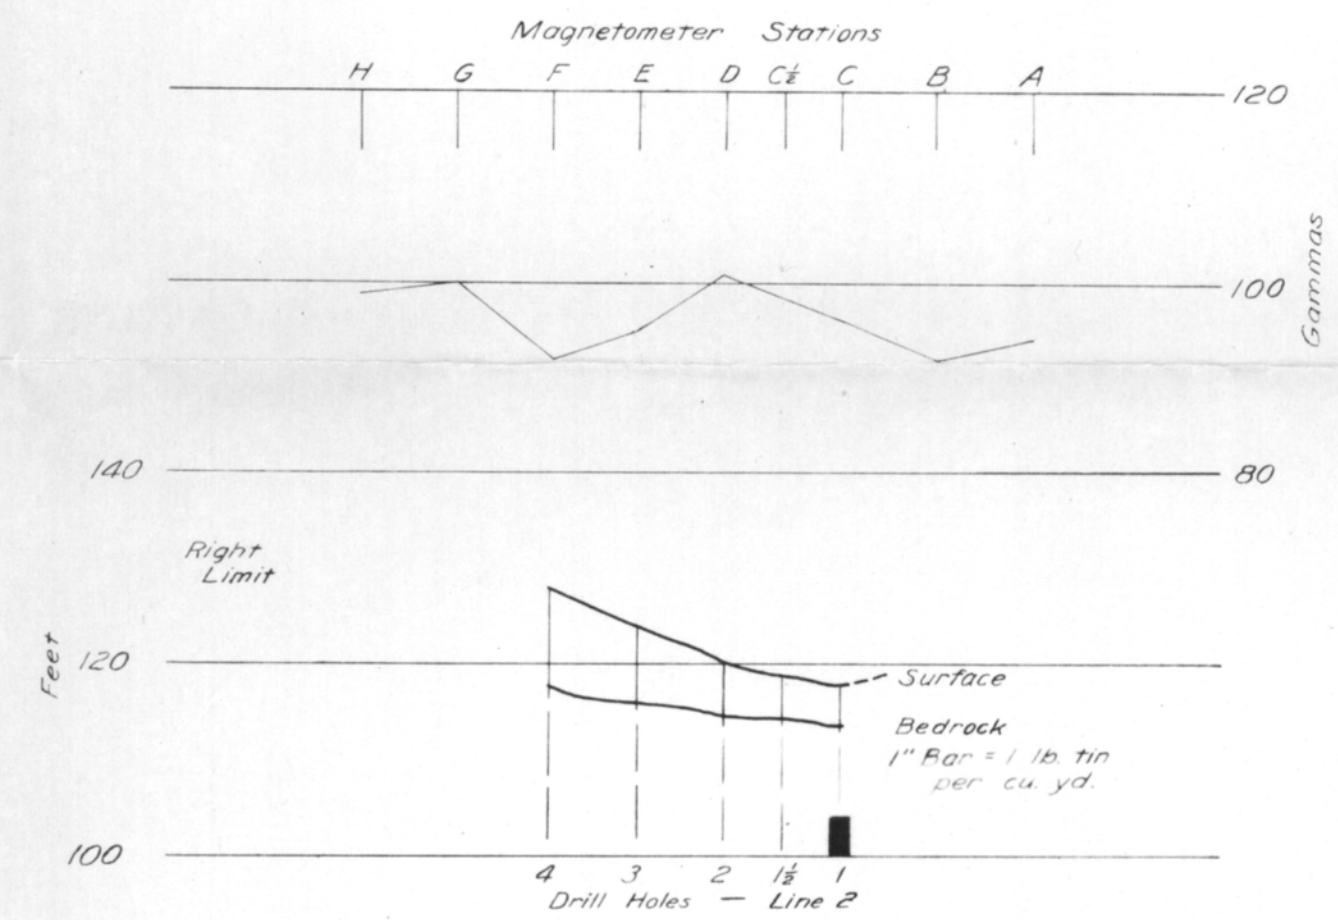 Magnetometer Stations
H G F E D C½ C B A
120
100
Gammas
140
80
Right
Limit
Feet
120
Surface
Bedrock
1" Bar = 1 lb. tin
per cu. yd.
100
4 3 2 1½ 1
Drill Holes — Line 2